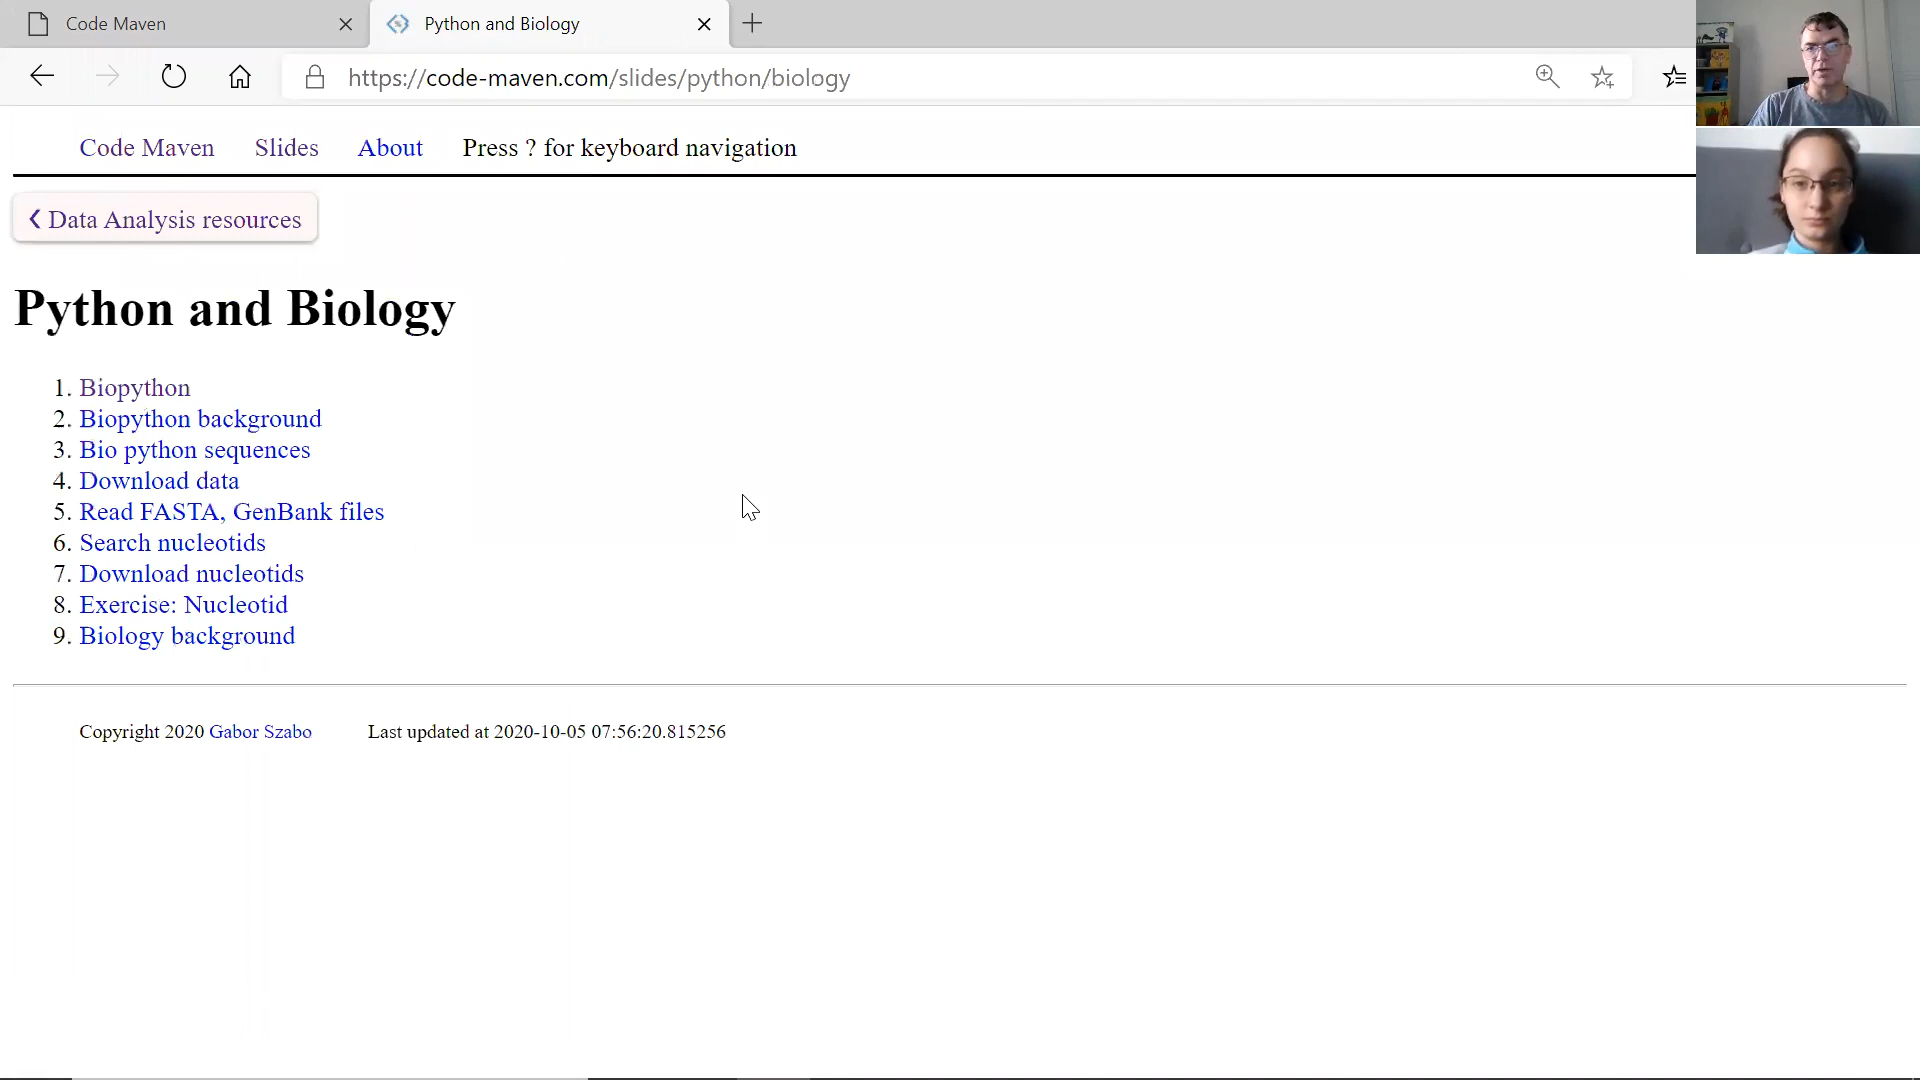 Code Maven
Python and Biology
https://code-maven.com/slides/python/biology
Code Maven Slides About Press ? for keyboard navigation
❮ Data Analysis resources
Python and Biology
1. Biopython
2. Biopython background
3. Bio python sequences
4. Download data
5. Read FASTA, GenBank files
6. Search nucleotids
7. Download nucleotids
8. Exercise: Nucleotid
9. Biology background
Copyright 2020 Gabor Szabo Last updated at 2020-10-05 07:56:20.815256